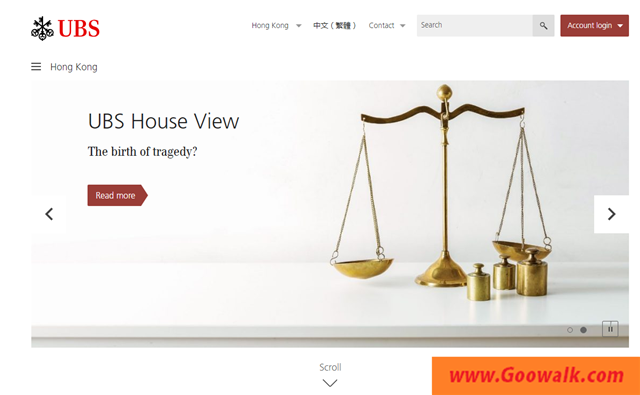 UBS
Hong Kong
中文（繁體）
Contact
Search
Account login
Hong Kong
UBS House View
The birth of tragedy?
Read more
Scroll
www.Goowalk.com